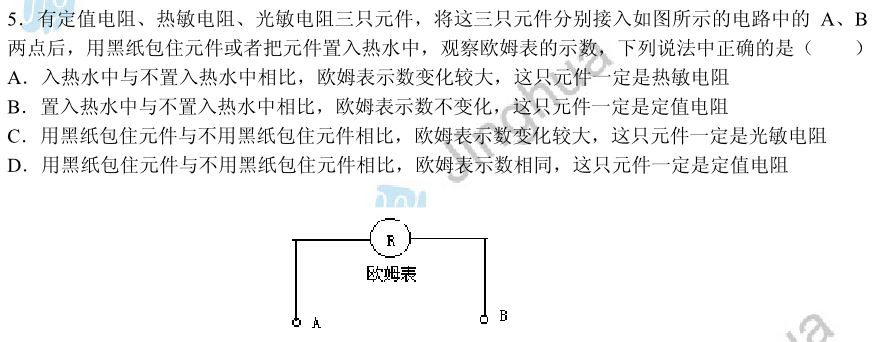 5．有定值电阻、热敏电阻、光敏电阻三只元件，将这三只元件分别接入如图所示的电路中的 A、B
两点后，用黑纸包住元件或者把元件置入热水中，观察欧姆表的示数，下列说法中正确的是（　　）
A．入热水中与不置入热水中相比，欧姆表示数变化较大，这只元件一定是热敏电阻
B．置入热水中与不置入热水中相比，欧姆表示数不变化，这只元件一定是定值电阻
C．用黑纸包住元件与不用黑纸包住元件相比，欧姆表示数变化较大，这只元件一定是光敏电阻
D．用黑纸包住元件与不用黑纸包住元件相比，欧姆表示数相同，这只元件一定是定值电阻
Jinghua
R
欧姆表
A
B